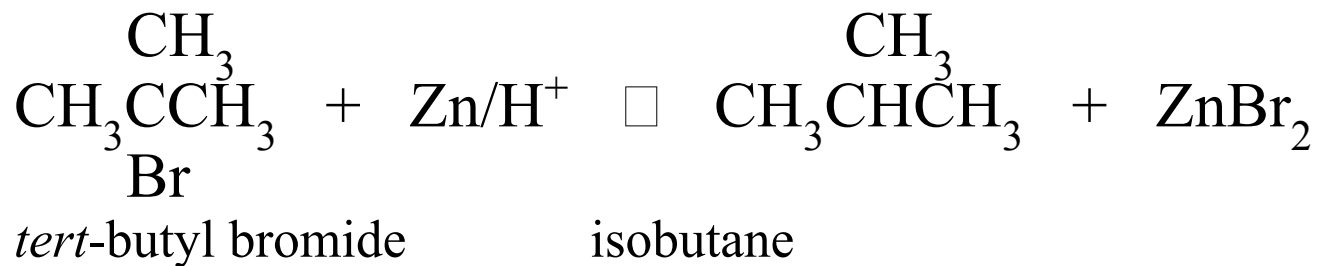 CH₃ CH₃
CH₃CCH₃ + Zn/H⁺ □ CH₃CHCH₃ + ZnBr₂
Br
tert-butyl bromide isobutane